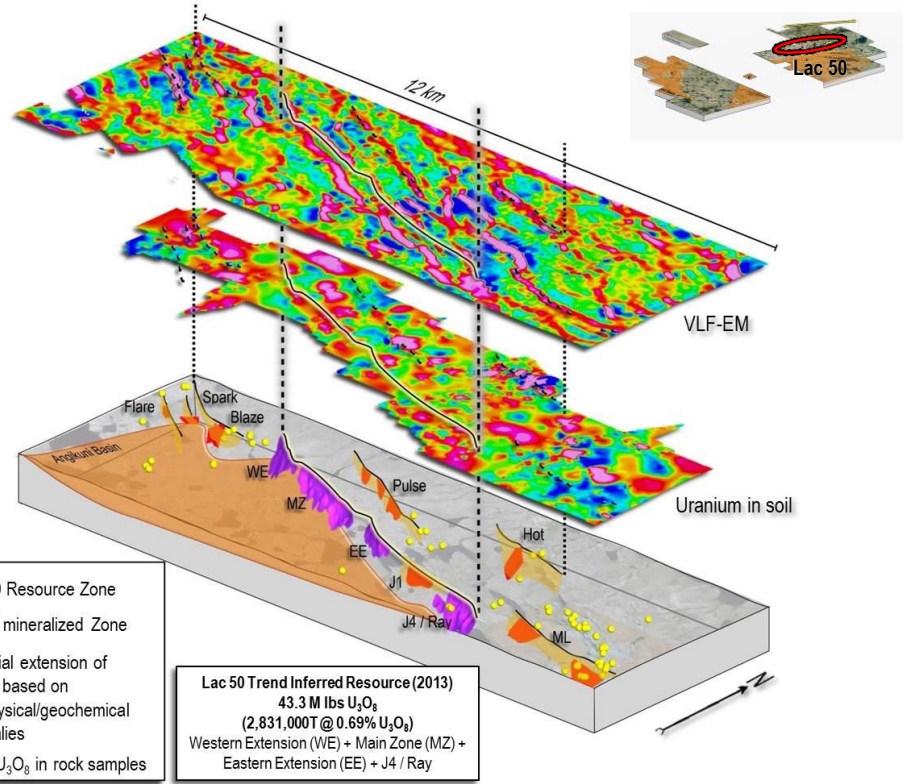 12 km
Lac 50
VLF-EM
Uranium in soil
Flare
Spark
Blaze
Angikuni Basin
WE
MZ
Pulse
EE
Hot
J1
J4 / Ray
ML
N
Resource Zone
mineralized Zone
extension of
based on
/geochemical
U₃O₈ in rock samples
Lac 50 Trend Inferred Resource (2013)
43.3 M lbs U₃O₈
(2,831,000T @ 0.69% U₃O₈)
Western Extension (WE) + Main Zone (MZ) +
Eastern Extension (EE) + J4 / Ray